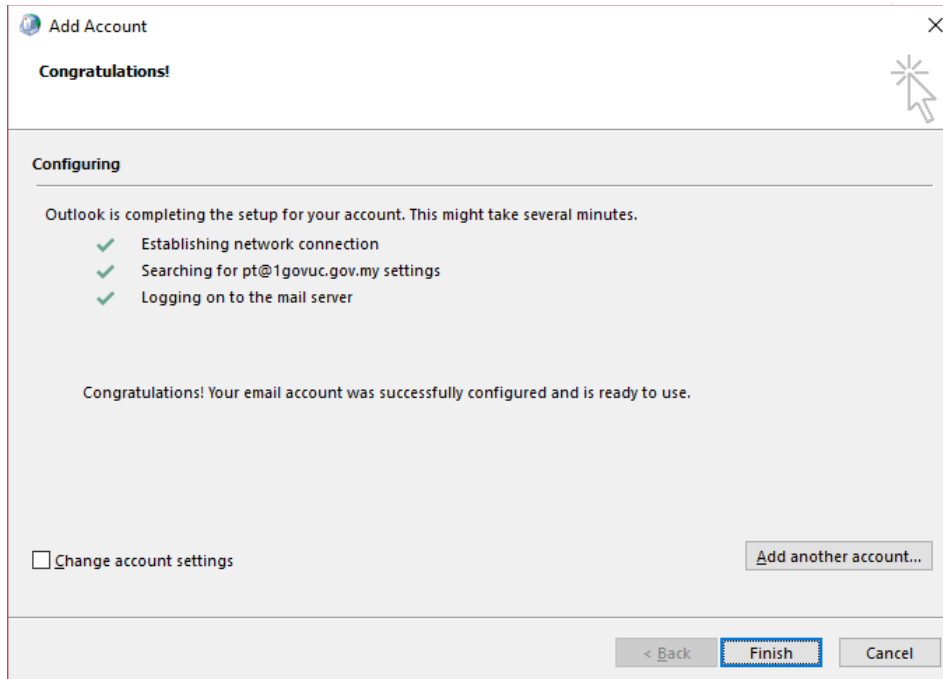 Add Account
Congratulations!
Configuring
Outlook is completing the setup for your account. This might take several minutes.
Establishing network connection
Searching for pt@1govuc.gov.my settings
Logging on to the mail server
Congratulations! Your email account was successfully configured and is ready to use.
Change account settings
Add another account...
< Back
Finish
Cancel